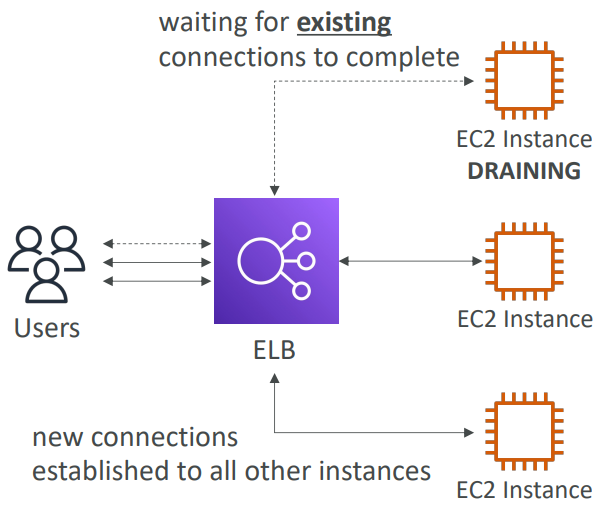 waiting for existing
connections to complete
EC2 Instance
DRAINING
EC2 Instance
Users
ELB
new connections
established to all other instances
EC2 Instance